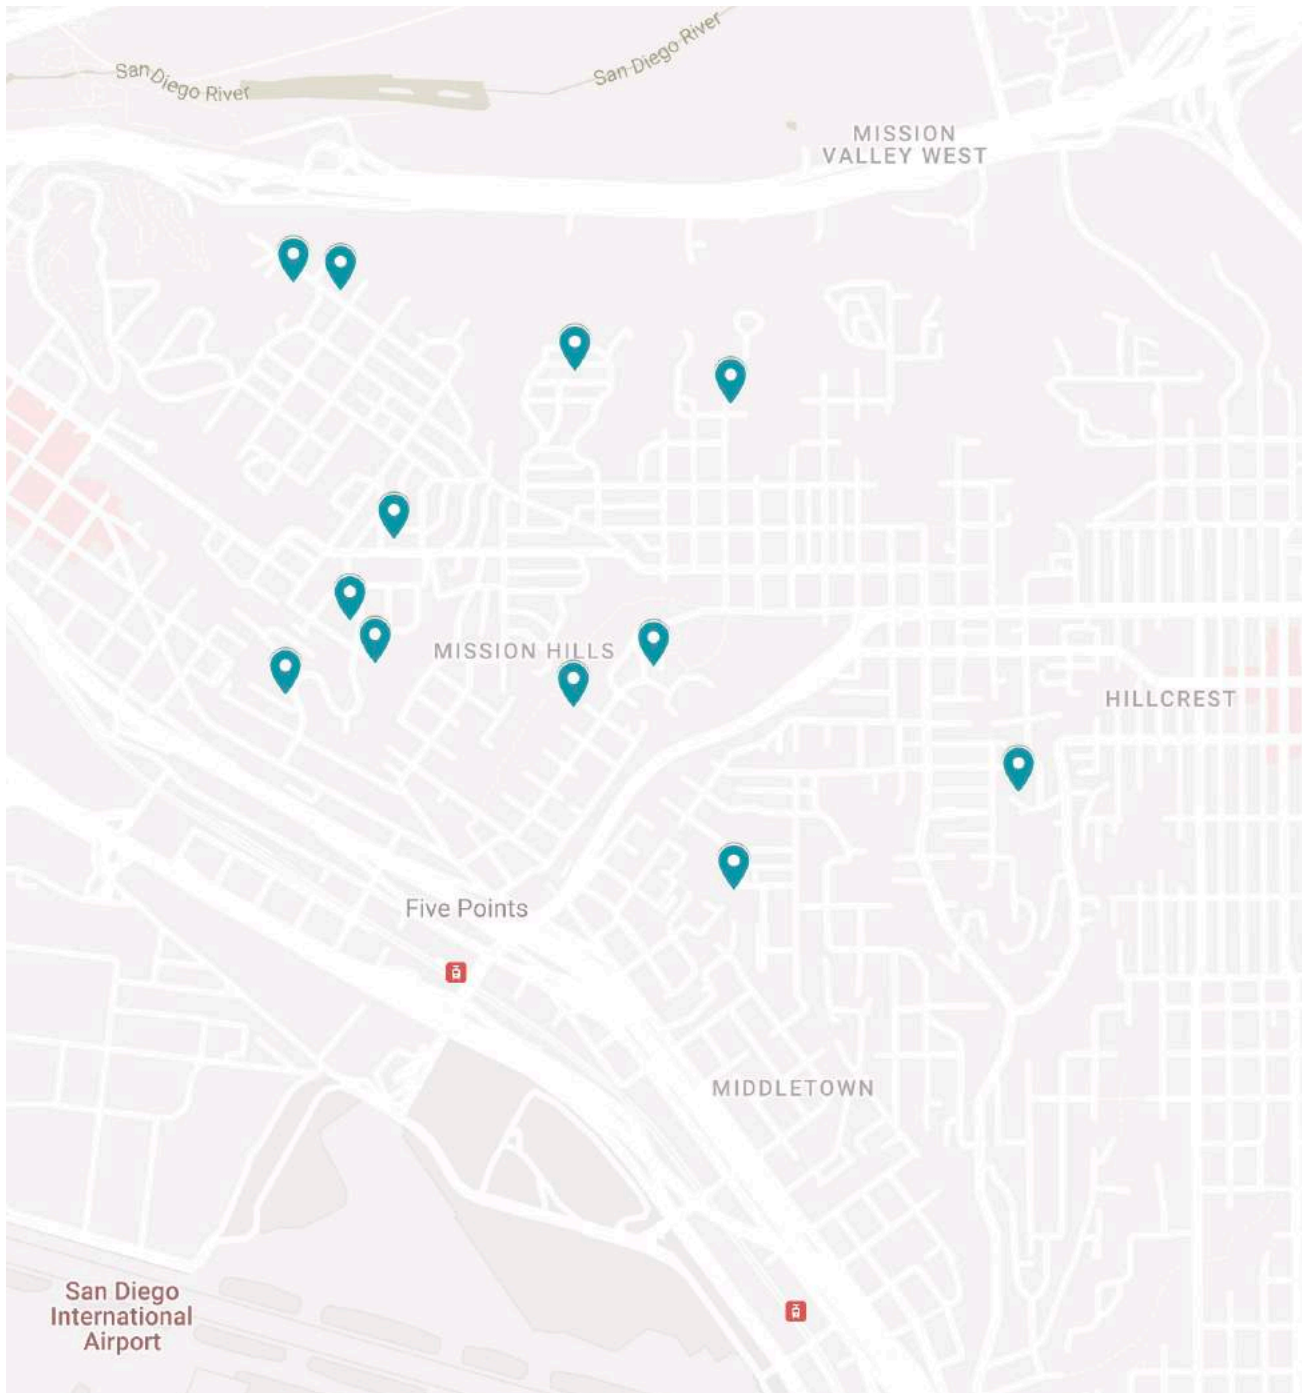 San Diego River
San Diego River
MISSION
VALLEY WEST
MISSION HILLS
HILLCREST
Five Points
MIDDLETOWN
San Diego
International
Airport